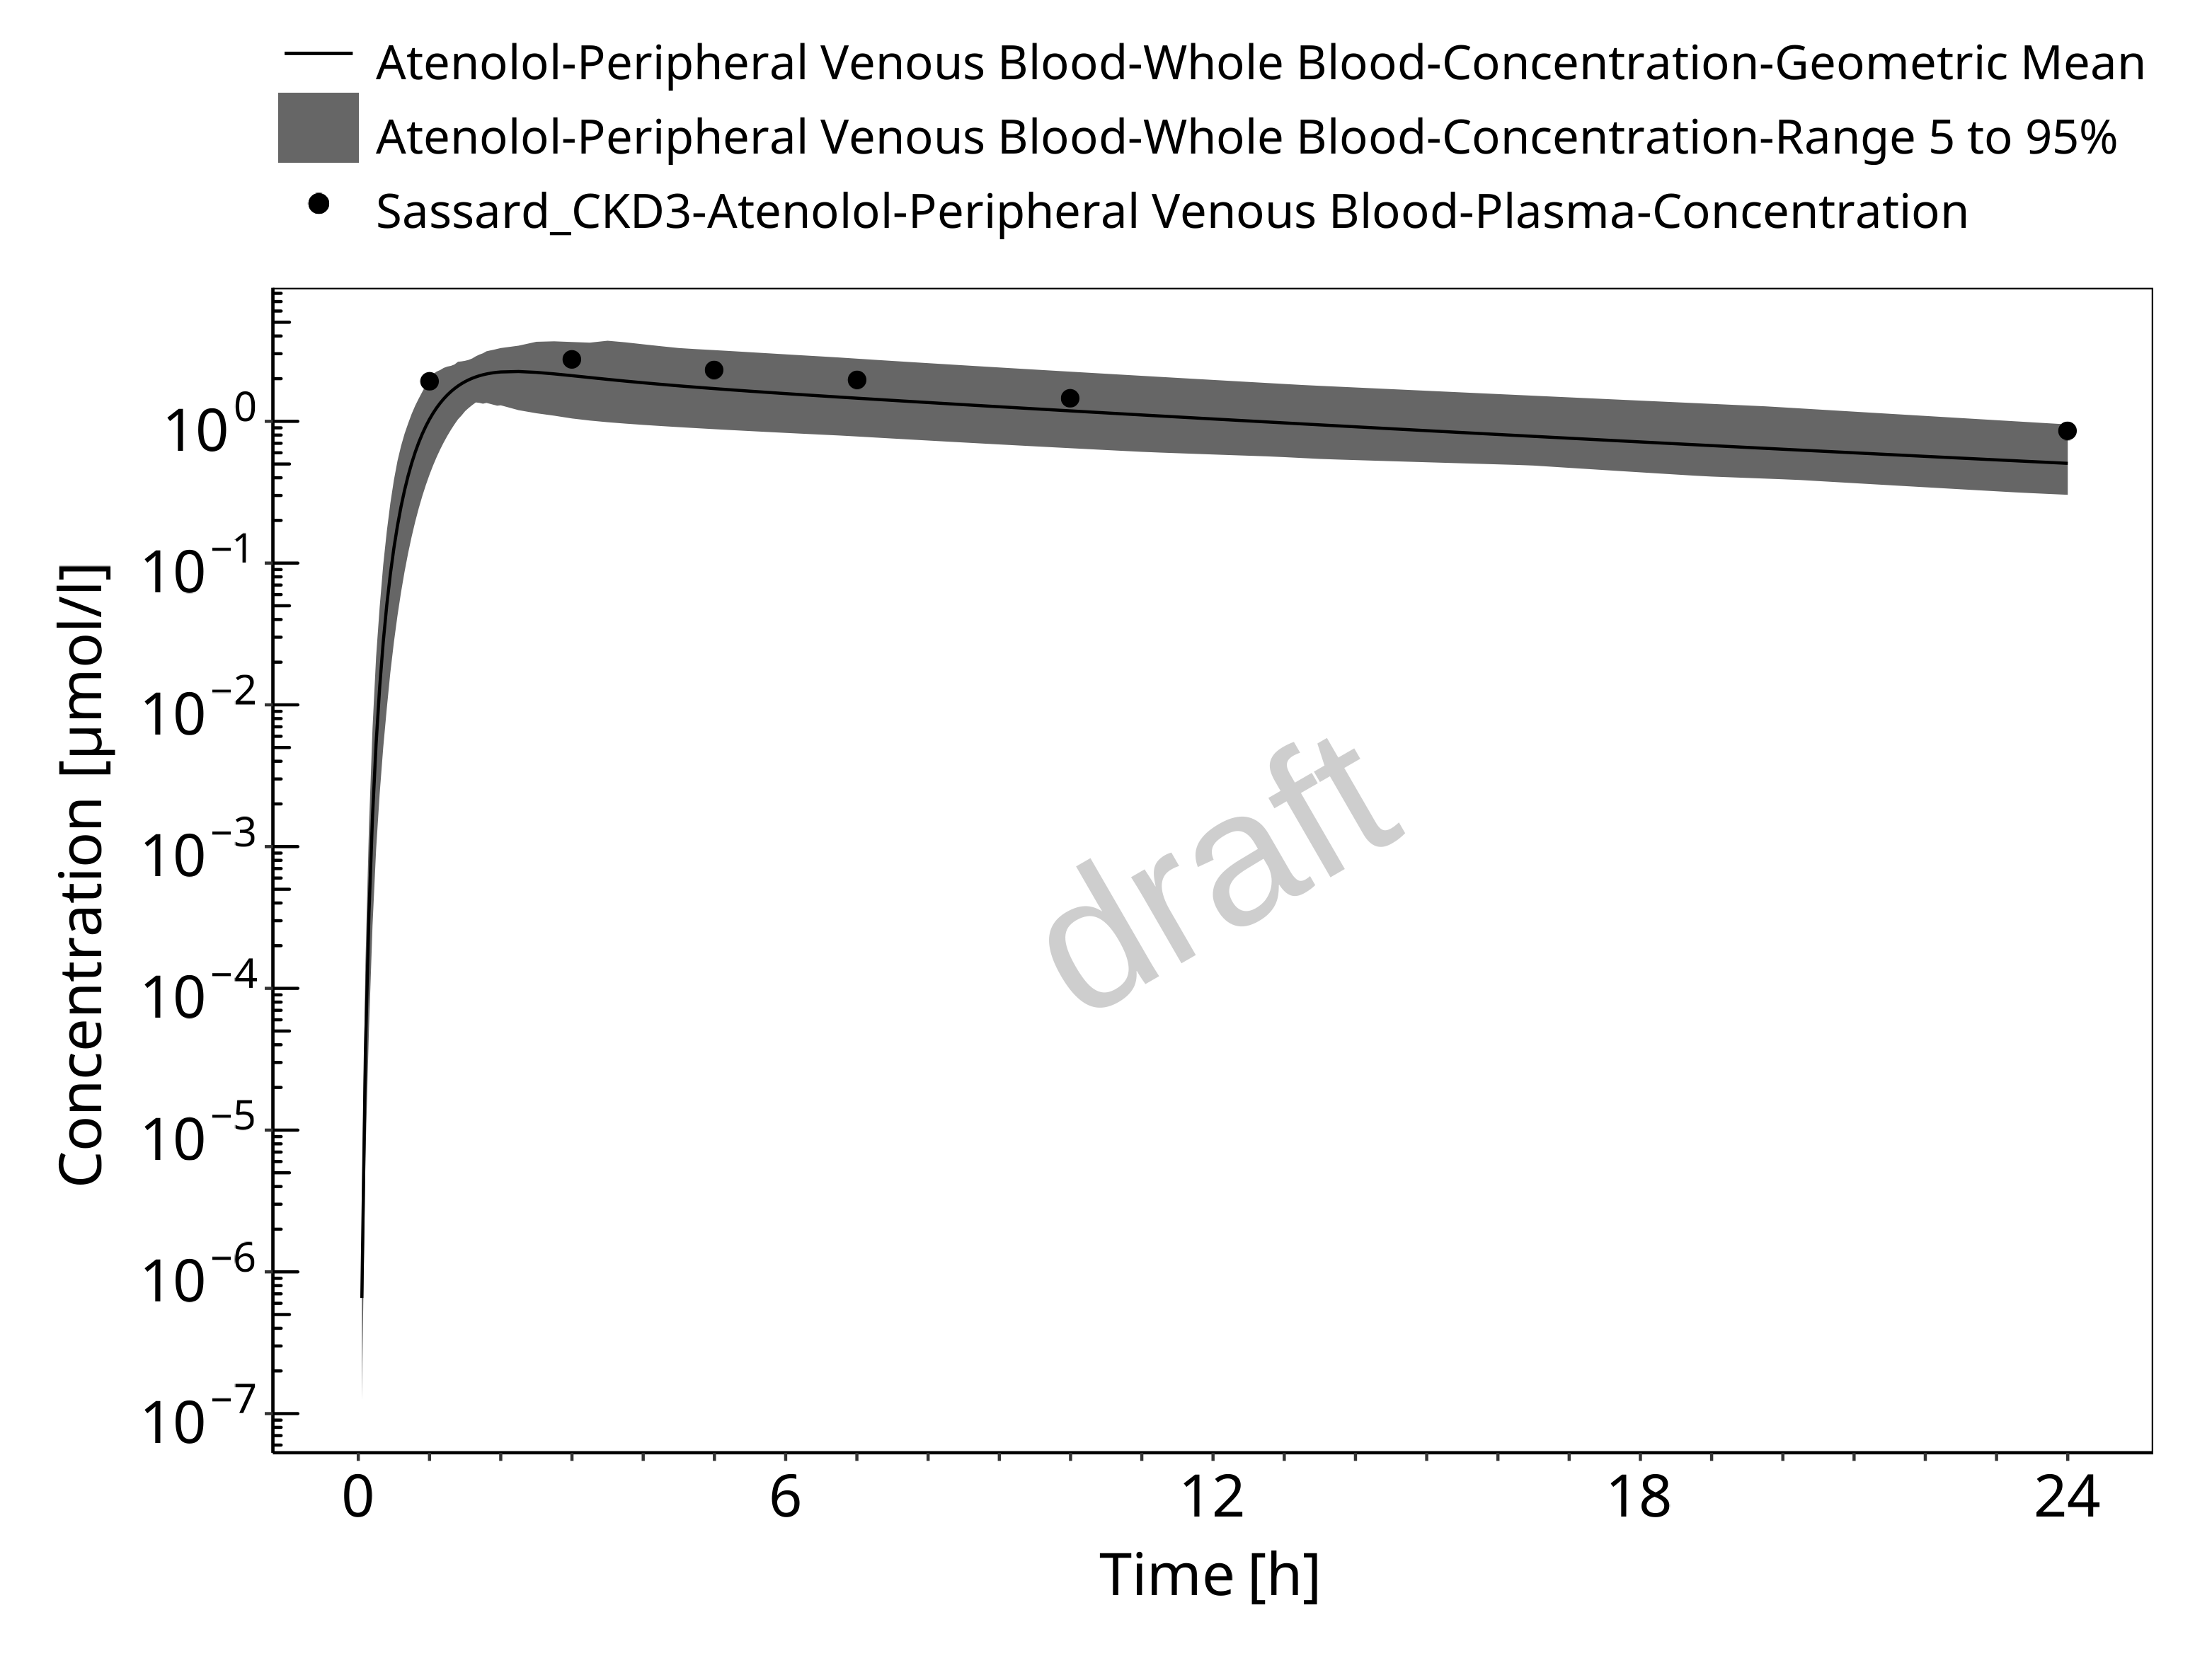 Atenolol-Peripheral Venous Blood-Whole Blood-Concentration-Geometric Mean
Atenolol-Peripheral Venous Blood-Whole Blood-Concentration-Range 5 to 95%
Sassard_CKD3-Atenolol-Peripheral Venous Blood-Plasma-Concentration
Concentration [µmol/l]
10⁰
10⁻¹
10⁻²
10⁻³
10⁻⁴
10⁻⁵
10⁻⁶
10⁻⁷
draft
0 6 12 18 24
Time [h]